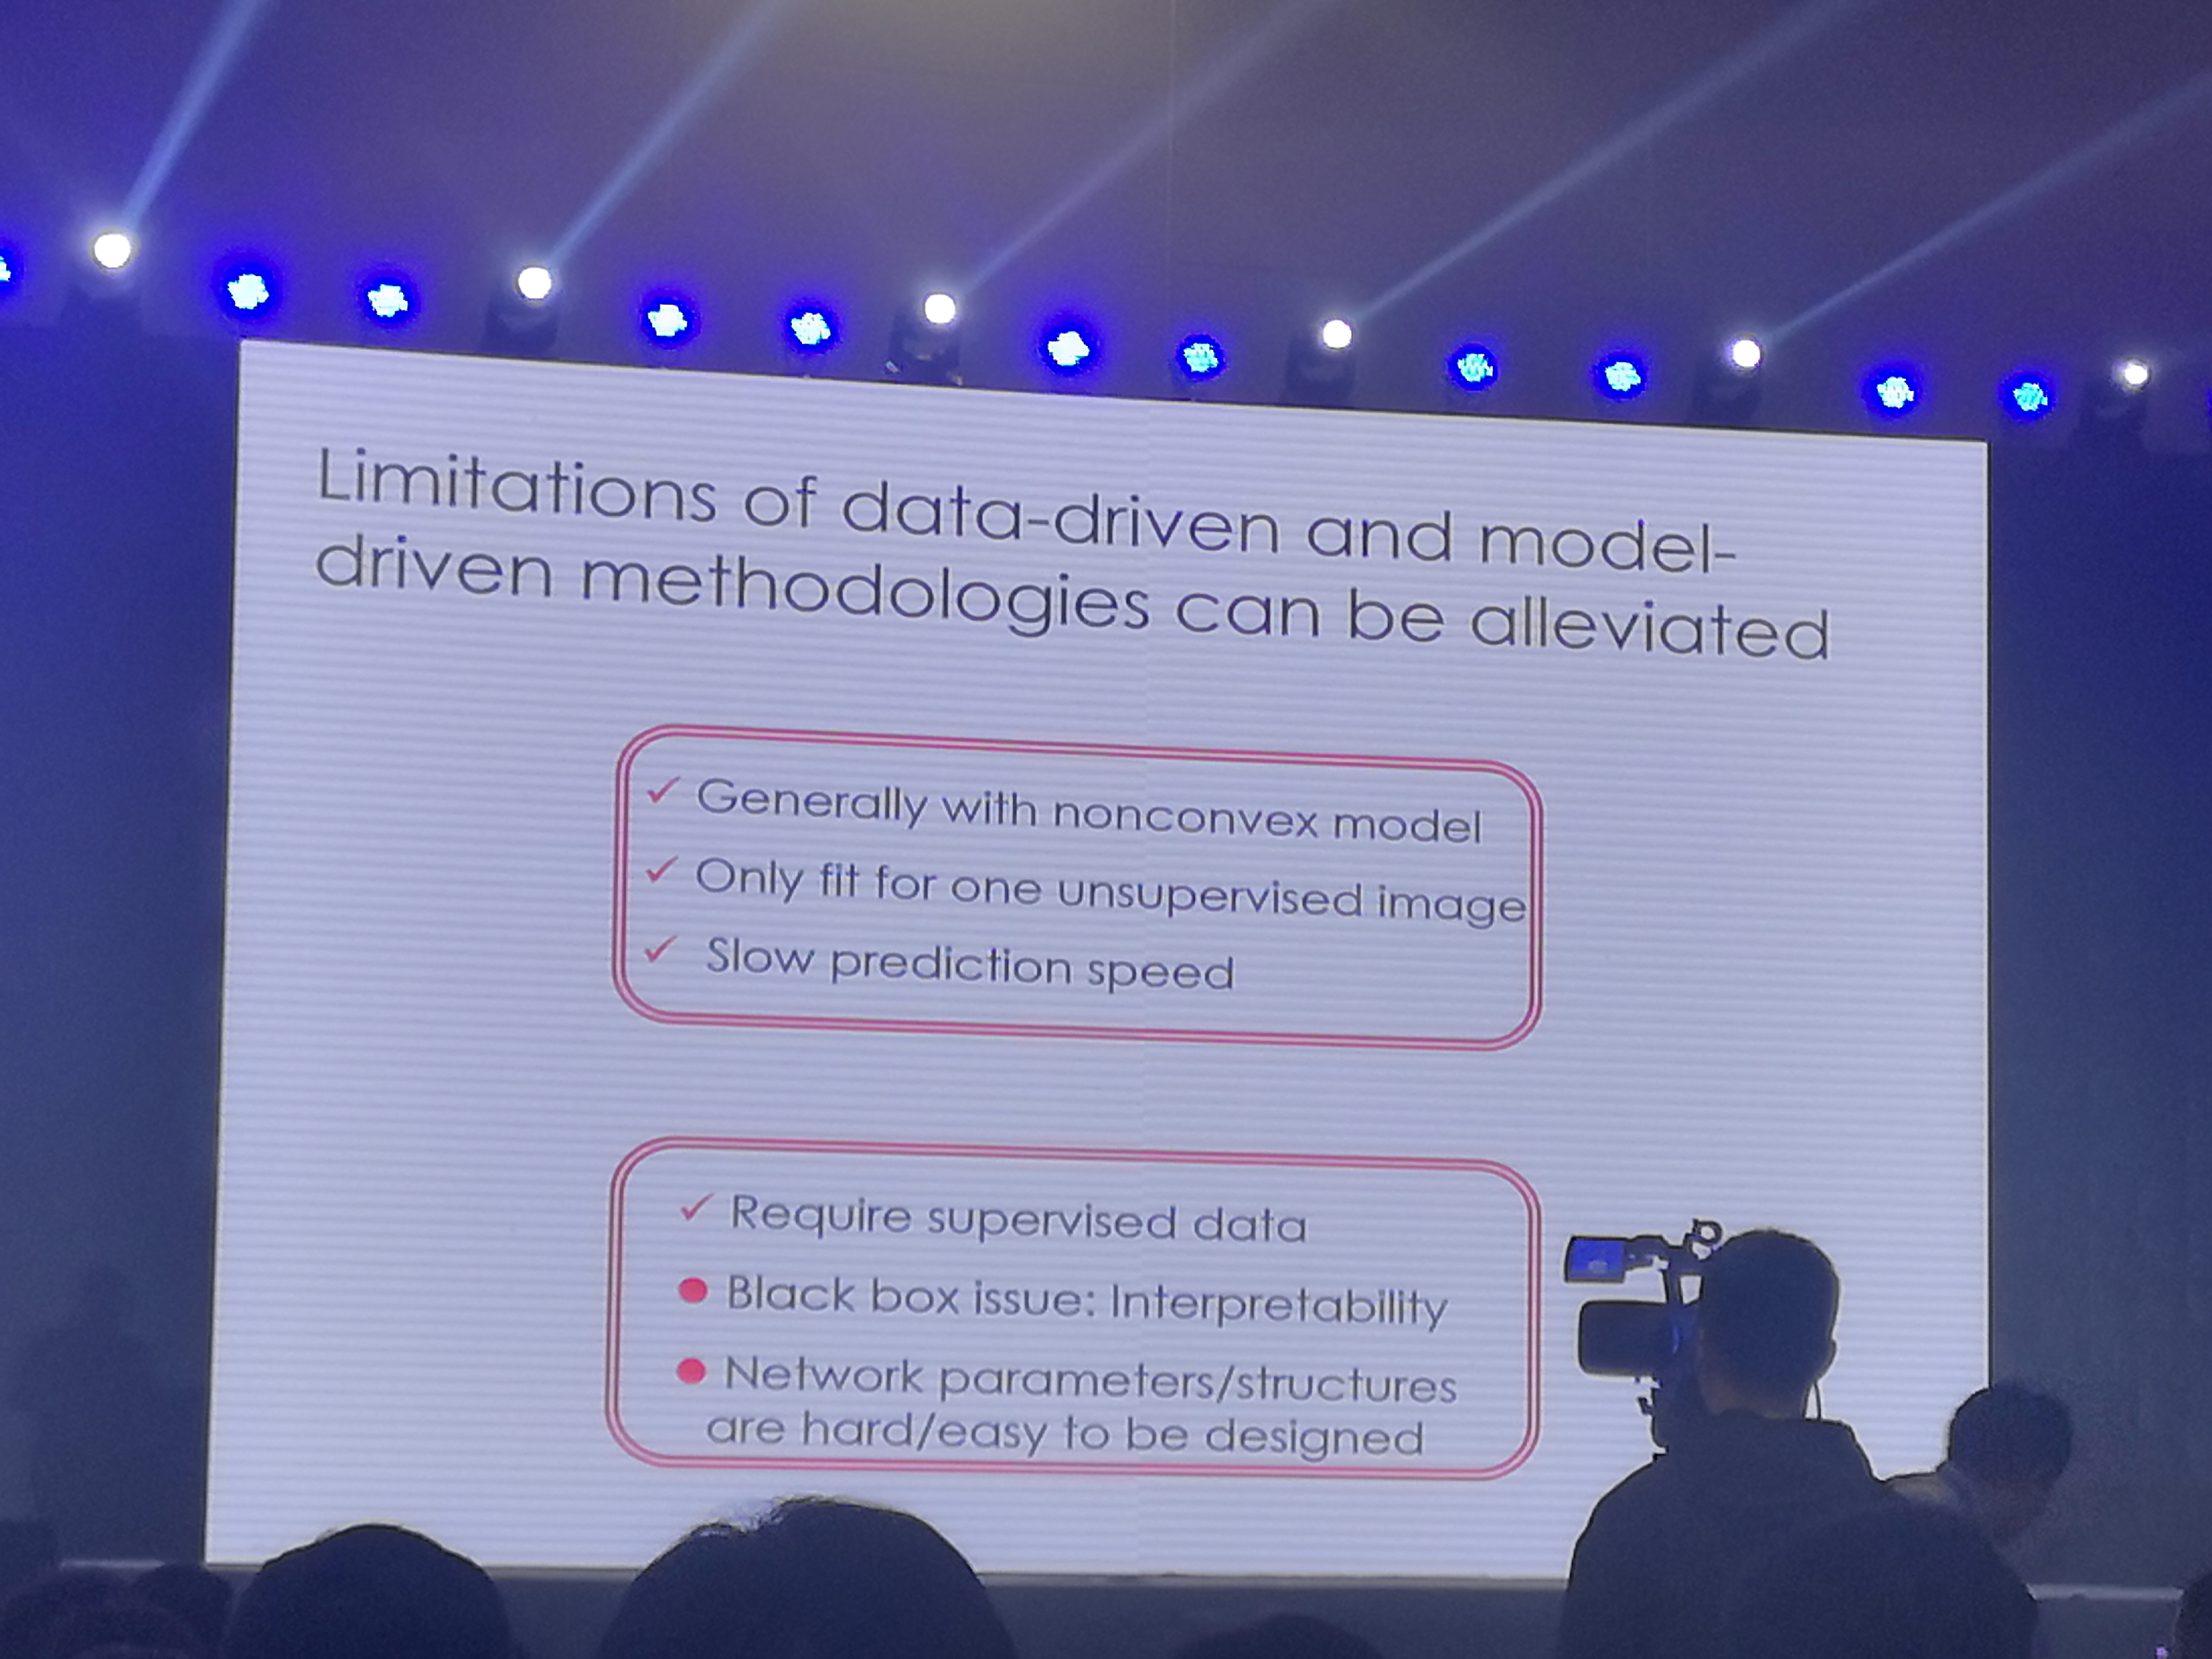 Limitations of data-driven and model-
driven methodologies can be alleviated
✓ Generally with nonconvex model
✓ Only fit for one unsupervised image
✓ Slow prediction speed
✓ Require supervised data
● Black box issue: Interpretability
● Network parameters/structures
are hard/easy to be designed